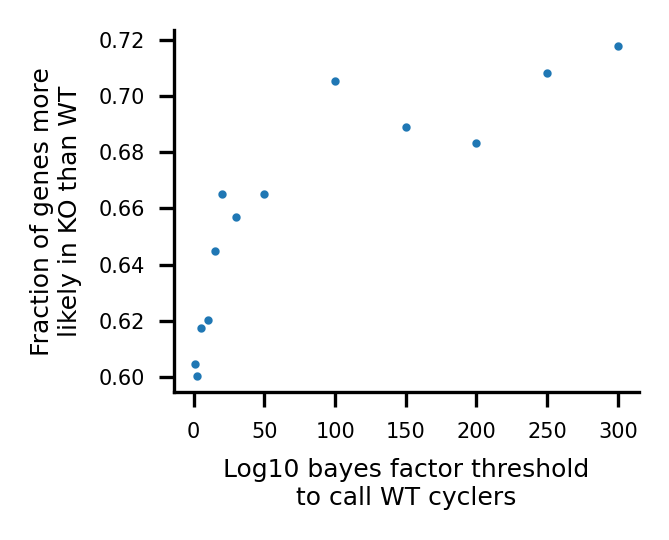 0.72
0.70
0.68
0.66
0.64
0.62
0.60
Fraction of genes more
likely in KO than WT
0 50 100 150 200 250 300
Log10 bayes factor threshold
to call WT cyclers